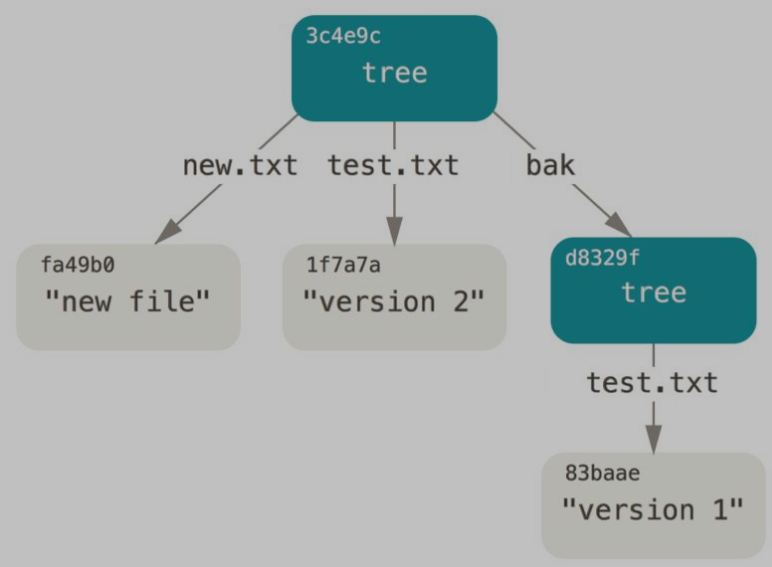 3c4e9c
tree
new.txt test.txt bak
fa49b0
"new file"
1f7a7a
"version 2"
d8329f
tree
test.txt
83baae
"version 1"